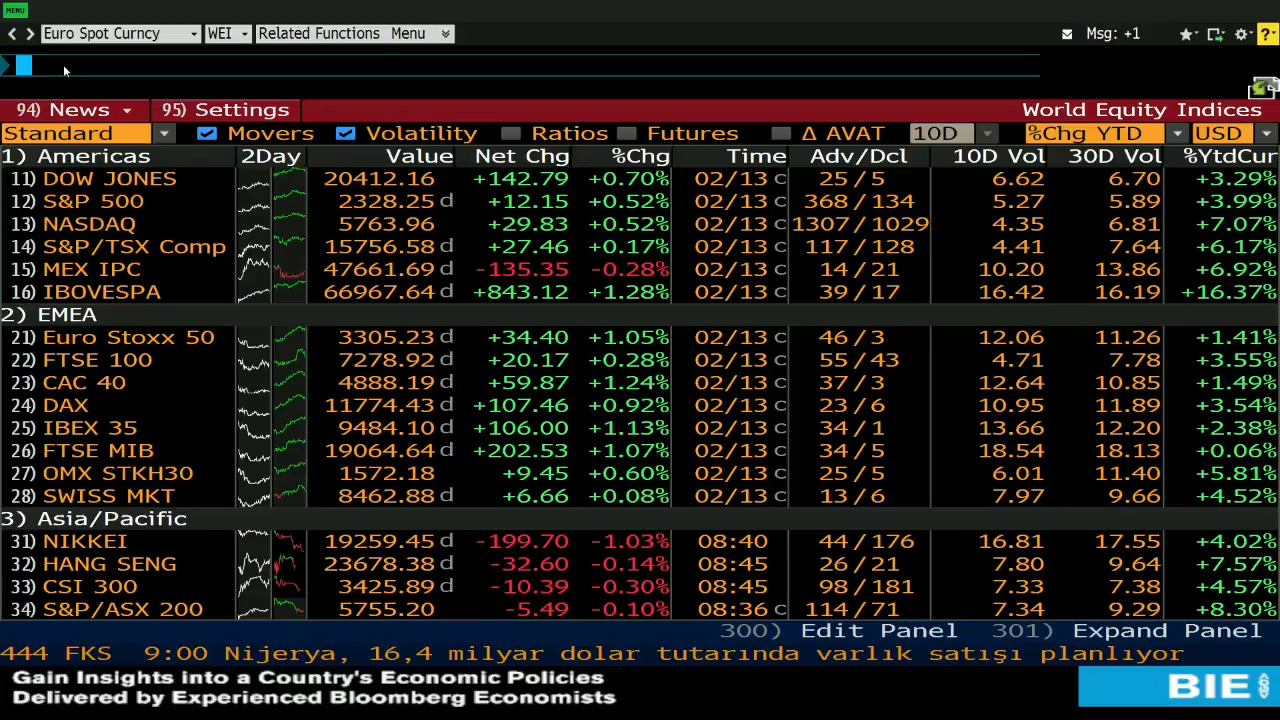 MENU
Euro Spot Curncy WEI Related Functions Menu Msg: +1 ?
94) News 95) Settings World Equity Indices
Standard Movers Volatility Ratios Futures Δ AVAT 10D %Chg YTD USD
1) Americas 2Day Value Net Chg %Chg Time Adv/Dcl 10D Vol 30D Vol %YtdCur
11) DOW JONES 20412.16 +142.79 +0.70% 02/13 c 25 / 5 6.62 6.70 +3.29%
12) S&P 500 2328.25 d +12.15 +0.52% 02/13 c 368 / 134 5.27 5.89 +3.99%
13) NASDAQ 5763.96 +29.83 +0.52% 02/13 c 1307 / 1029 4.35 6.81 +7.07%
14) S&P/TSX Comp 15756.58 d +27.46 +0.17% 02/13 c 117 / 128 4.41 7.64 +6.17%
15) MEX IPC 47661.69 d -135.35 -0.28% 02/13 c 14 / 21 10.20 13.86 +6.92%
16) IBOVESPA 66967.64 d +843.12 +1.28% 02/13 c 39 / 17 16.42 16.19 +16.37%
2) EMEA
21) Euro Stoxx 50 3305.23 d +34.40 +1.05% 02/13 c 46 / 3 12.06 11.26 +1.41%
22) FTSE 100 7278.92 d +20.17 +0.28% 02/13 c 55 / 43 4.71 7.78 +3.55%
23) CAC 40 4888.19 d +59.87 +1.24% 02/13 c 37 / 3 12.64 10.85 +1.49%
24) DAX 11774.43 d +107.46 +0.92% 02/13 c 23 / 6 10.95 11.89 +3.54%
25) IBEX 35 9484.10 d +106.00 +1.13% 02/13 c 34 / 1 13.66 12.20 +2.38%
26) FTSE MIB 19064.64 d +202.53 +1.07% 02/13 c 34 / 5 18.54 18.13 +0.06%
27) OMX STKH30 1572.18 +9.45 +0.60% 02/13 c 25 / 5 6.01 11.40 +5.81%
28) SWISS MKT 8462.88 d +6.66 +0.08% 02/13 c 13 / 6 7.97 9.66 +4.52%
3) Asia/Pacific
31) NIKKEI 19259.45 d -199.70 -1.03% 08:40 44 / 176 16.81 17.55 +4.02%
32) HANG SENG 23678.38 d -32.60 -0.14% 08:45 26 / 21 7.80 9.64 +7.57%
33) CSI 300 3425.89 d -10.39 -0.30% 08:45 98 / 181 7.33 7.38 +4.57%
34) S&P/ASX 200 5755.20 -5.49 -0.10% 08:36 c 114 / 71 7.34 9.29 +8.30%
300) Edit Panel 301) Expand Panel
444 FKS 9:00 Nijerya, 16,4 milyar dolar tutarında varlık satışı planlıyor
Gain Insights into a Country's Economic Policies
Delivered by Experienced Bloomberg Economists
BIE